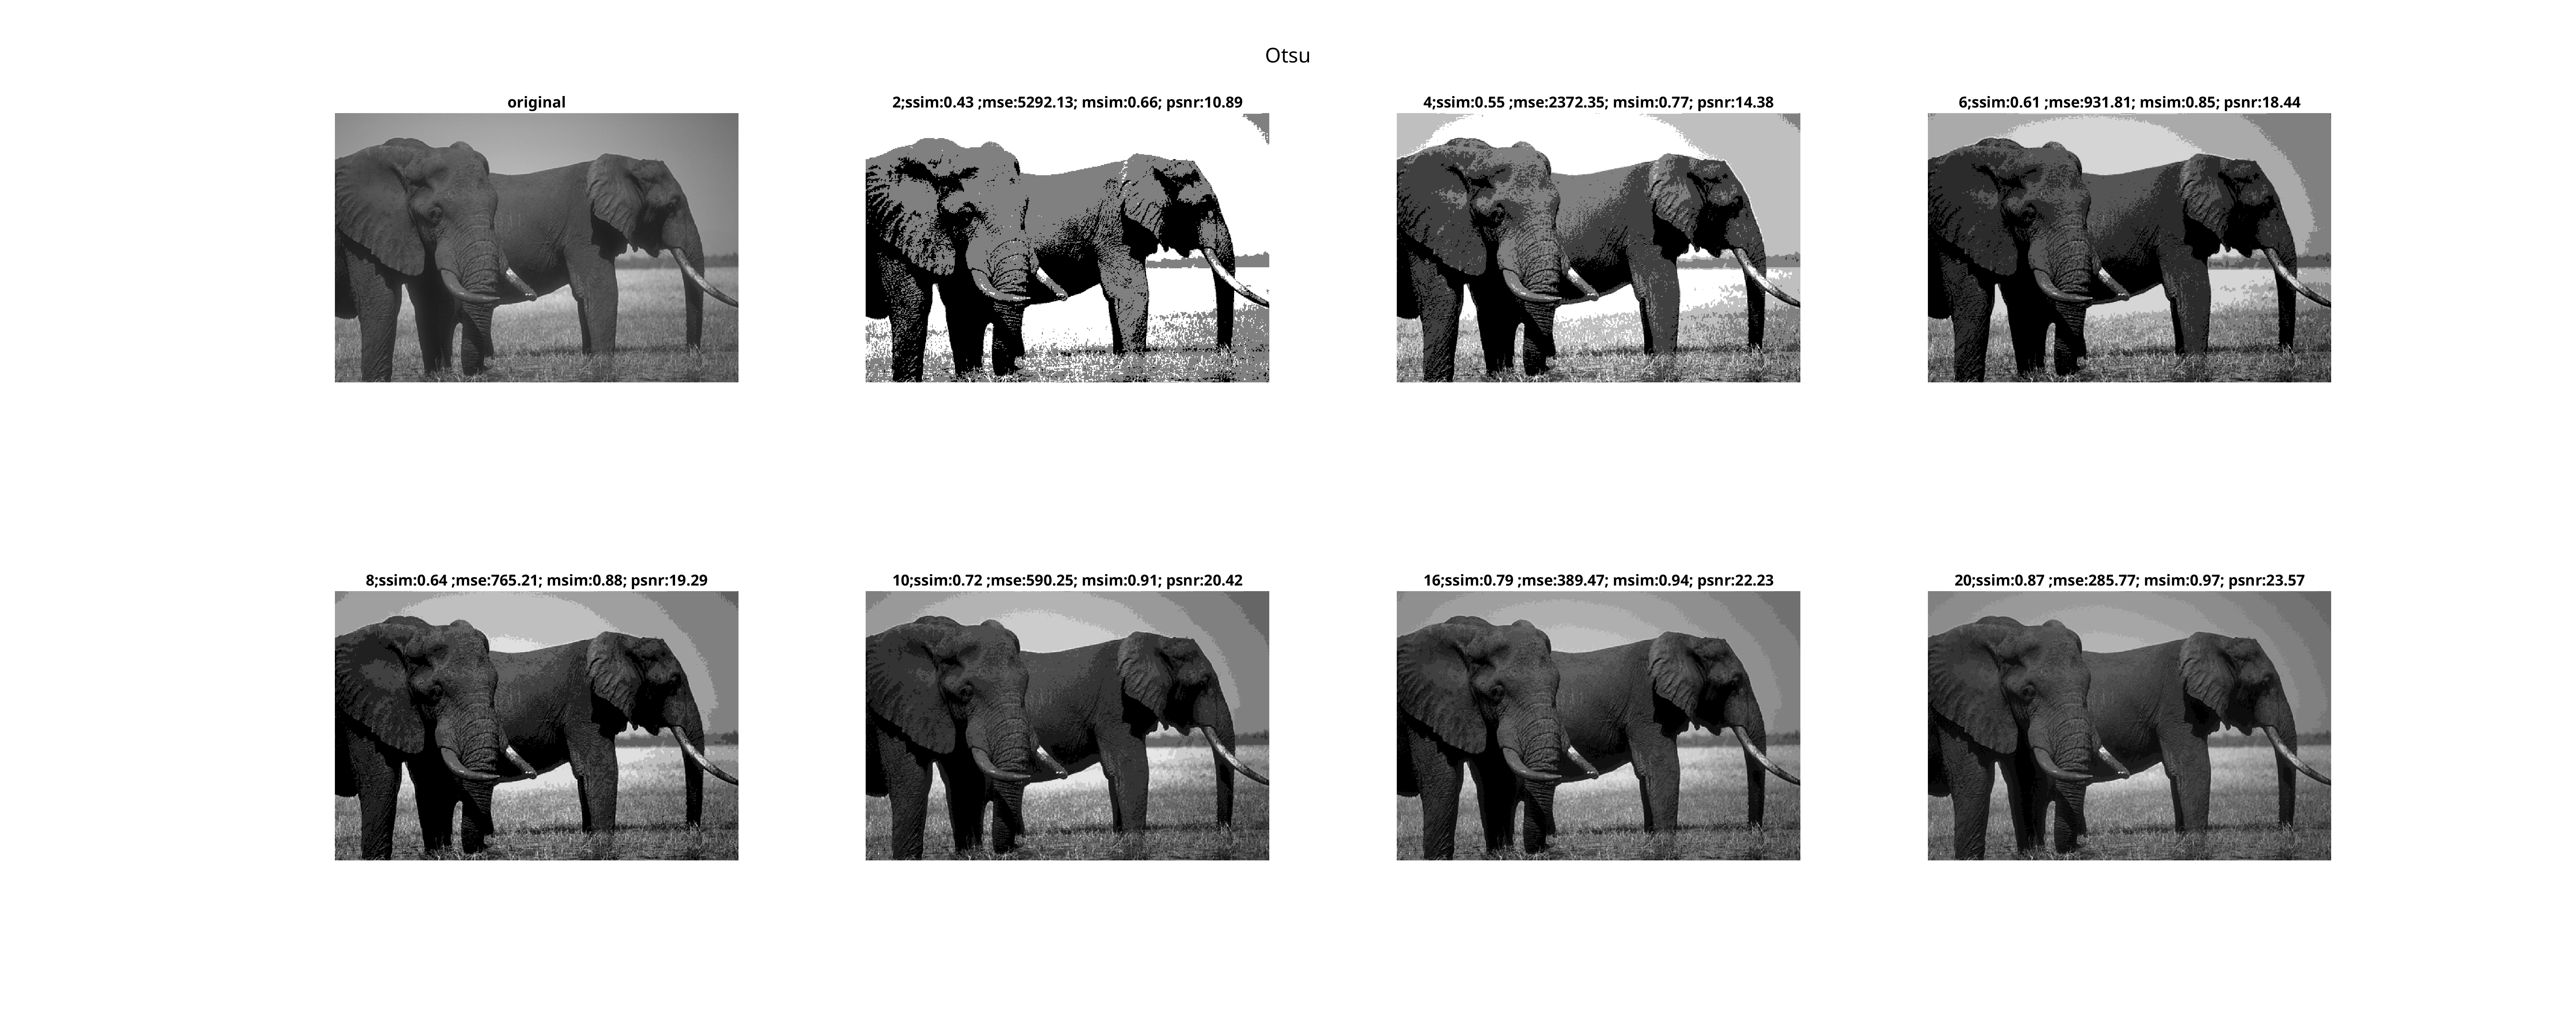 Otsu
original
2;ssim:0.43 ;mse:5292.13; msim:0.66; psnr:10.89
4;ssim:0.55 ;mse:2372.35; msim:0.77; psnr:14.38
6;ssim:0.61 ;mse:931.81; msim:0.85; psnr:18.44
8;ssim:0.64 ;mse:765.21; msim:0.88; psnr:19.29
10;ssim:0.72 ;mse:590.25; msim:0.91; psnr:20.42
16;ssim:0.79 ;mse:389.47; msim:0.94; psnr:22.23
20;ssim:0.87 ;mse:285.77; msim:0.97; psnr:23.57